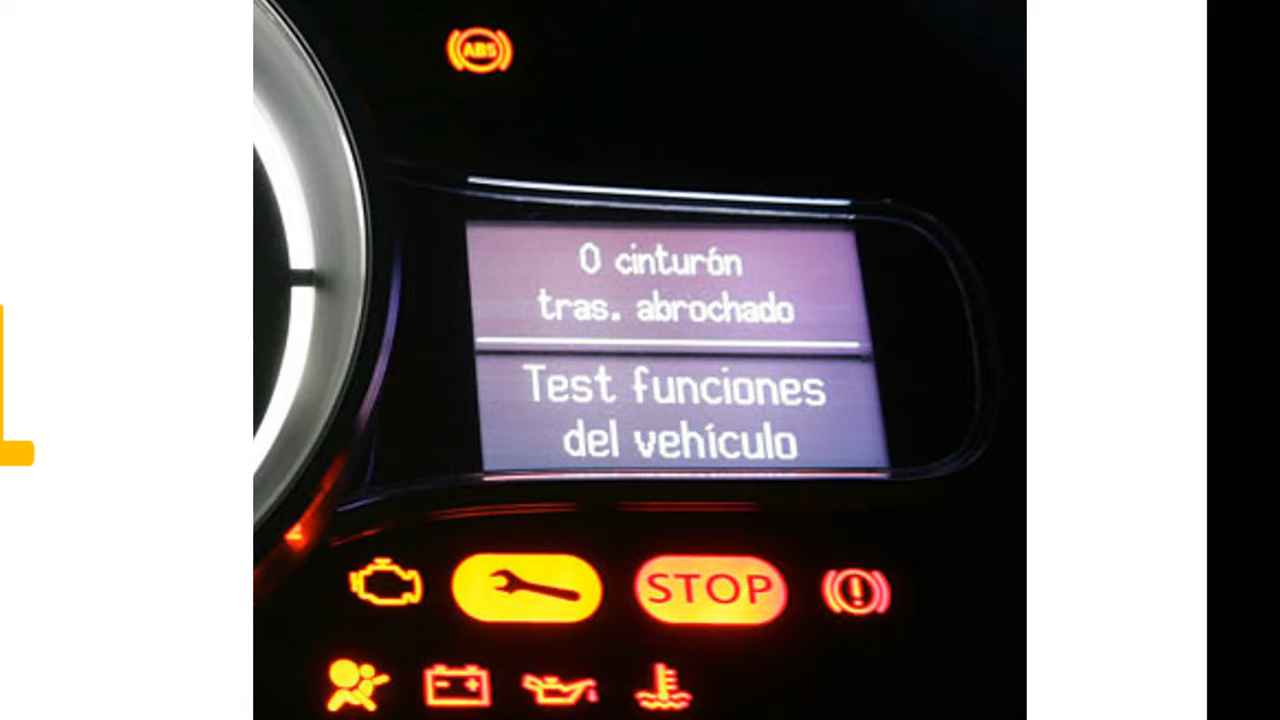 ABS
0 cinturón
tras. abrochado
Test funciones
del vehículo
STOP